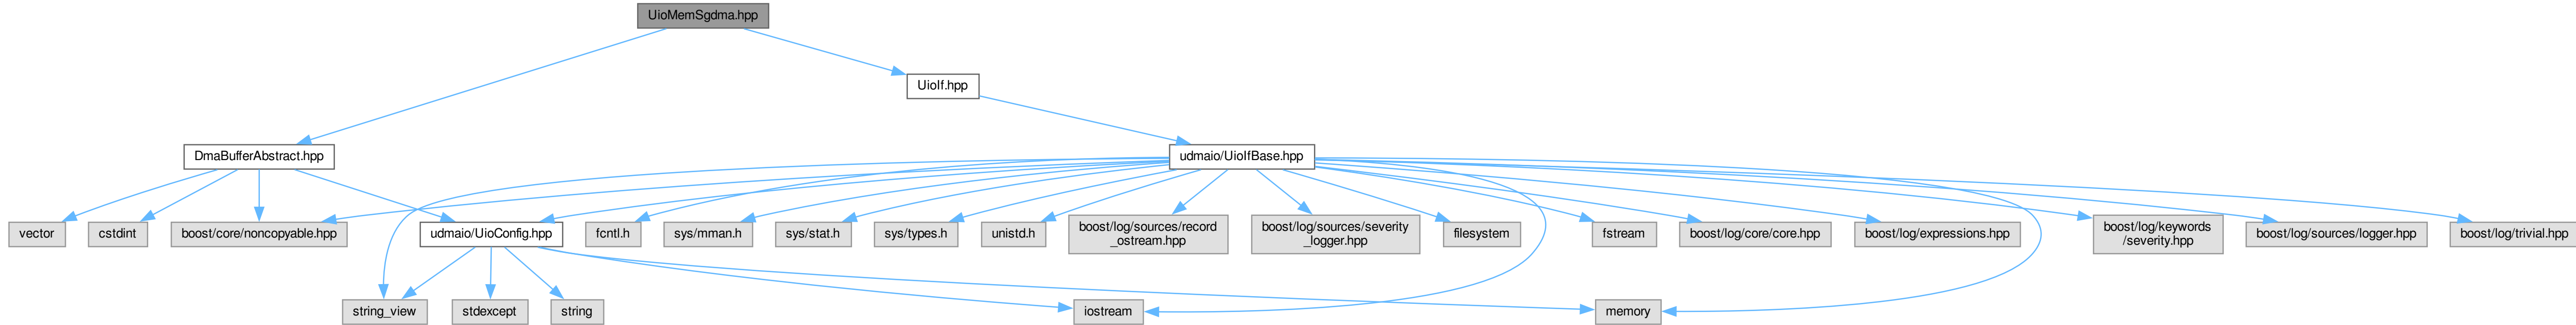 UioMemSgdma.hpp
UioIf.hpp
DmaBufferAbstract.hpp
udmaio/UioIfBase.hpp
vector
cstdint
boost/core/noncopyable.hpp
udmaio/UioConfig.hpp
fcntl.h
sys/mman.h
sys/stat.h
sys/types.h
unistd.h
boost/log/sources/record
_ostream.hpp
boost/log/sources/severity
_logger.hpp
filesystem
fstream
boost/log/core/core.hpp
boost/log/expressions.hpp
boost/log/keywords
/severity.hpp
boost/log/sources/logger.hpp
boost/log/trivial.hpp
string_view
stdexcept
string
iostream
memory